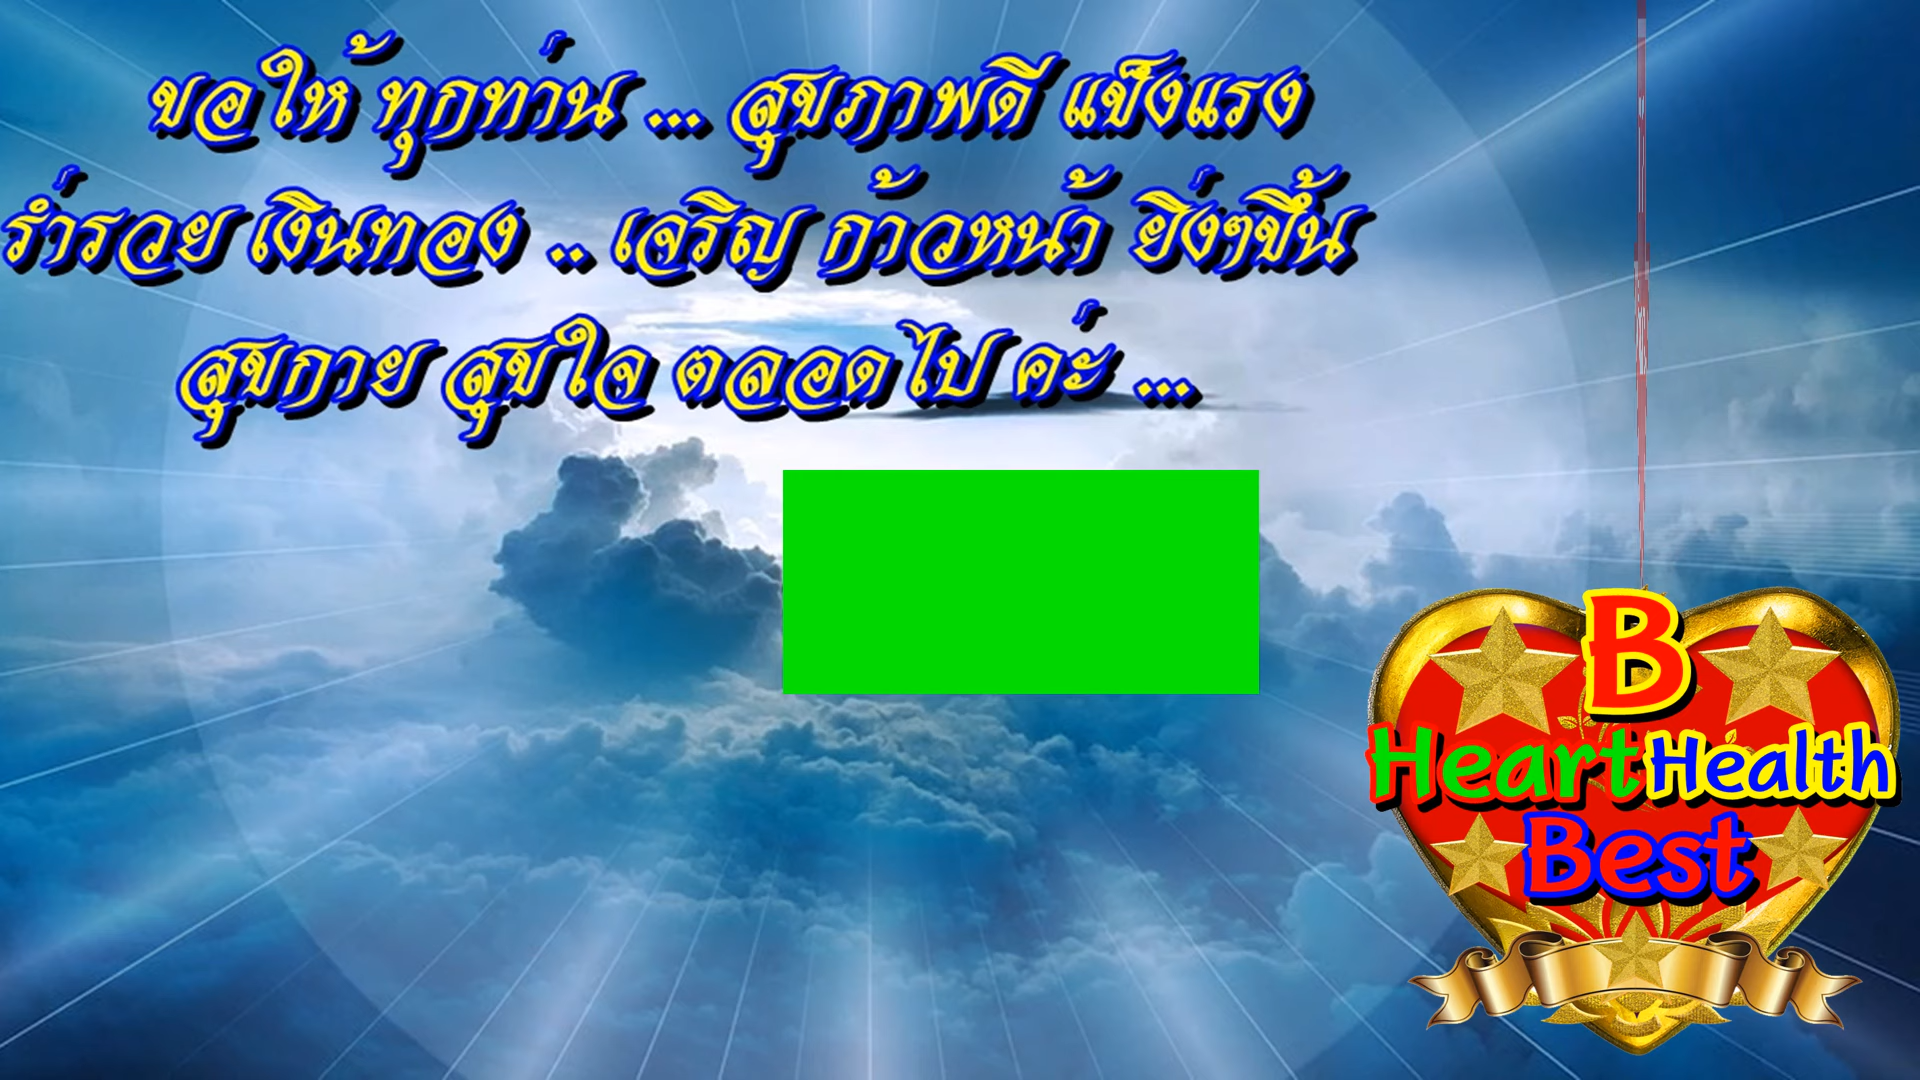 ขอให้ ทุกท่าน ... สุขภาพดี แข็งแรง
ร่ำรวย เงินทอง .. เจริญ ก้าวหน้า ยิ่งๆขึ้น
สุขกาย สุขใจ ตลอดไป ค่ะ ...
B
Heart Health
Best